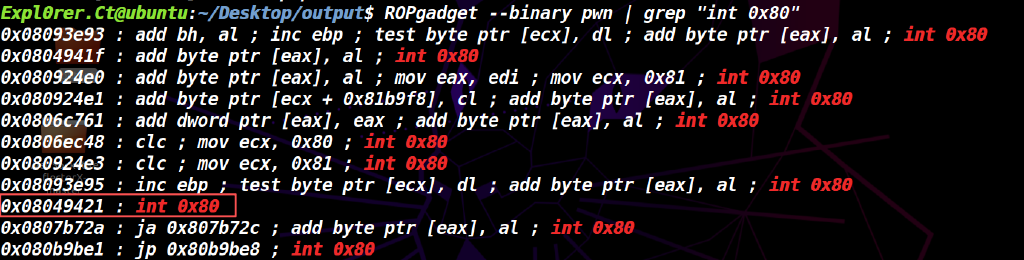 Expl0rer.Ct@ubuntu:~/Desktop/output$ ROPgadget --binary pwn | grep "int 0x80"
0x08093e93 : add bh, al ; inc ebp ; test byte ptr [ecx], dl ; add byte ptr [eax], al ; int 0x80
0x0804941f : add byte ptr [eax], al ; int 0x80
0x080924e0 : add byte ptr [eax], al ; mov eax, edi ; mov ecx, 0x81 ; int 0x80
0x080924e1 : add byte ptr [ecx + 0x81b9f8], cl ; add byte ptr [eax], al ; int 0x80
0x0806c761 : add dword ptr [eax], eax ; add byte ptr [eax], al ; int 0x80
0x0806ec48 : clc ; mov ecx, 0x80 ; int 0x80
0x080924e3 : clc ; mov ecx, 0x81 ; int 0x80
0x08093e95 : inc ebp ; test byte ptr [ecx], dl ; add byte ptr [eax], al ; int 0x80
0x08049421 : int 0x80
0x0807b72a : ja 0x807b72c ; add byte ptr [eax], al ; int 0x80
0x080b9be1 : jp 0x80b9be8 ; int 0x80